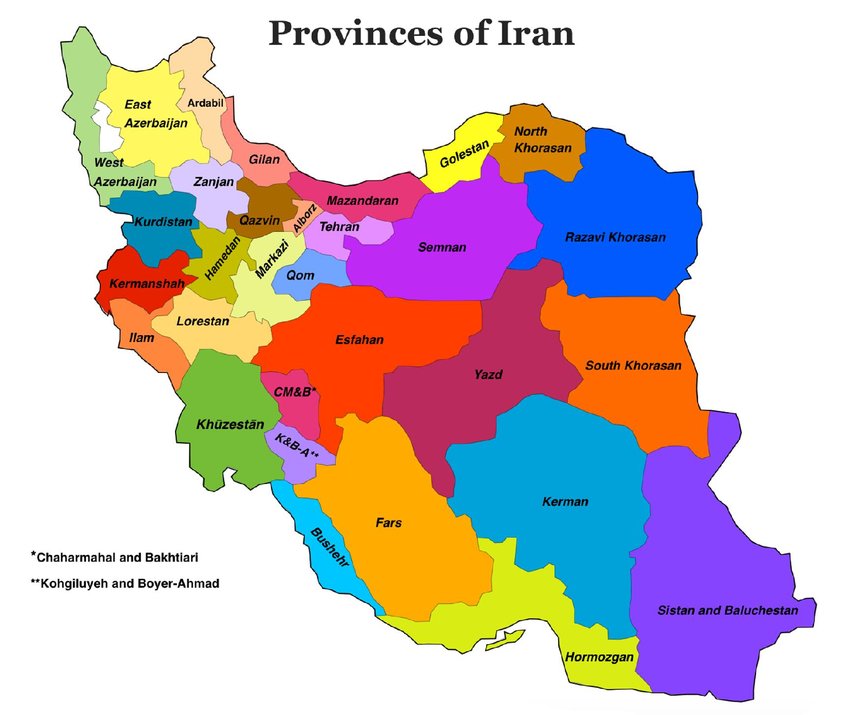 Provinces of Iran
East
Azerbaijan
Ardabil
West
Azerbaijan
Zanjan
Gilan
Golestan
North
Khorasan
Kurdistan
Qazvin
Alborz
Mazandaran
Tehran
Semnan
Razavi Khorasan
Hamedan
Markazi
Qom
Kermanshah
Ilam
Lorestan
Esfahan
Yazd
South Khorasan
CM&B*
Khūzestān
K&B-A**
Bushehr
Fars
Kerman
Sistan and Baluchestan
Hormozgan
*Chaharmahal and Bakhtiari
**Kohgiluyeh and Boyer-Ahmad